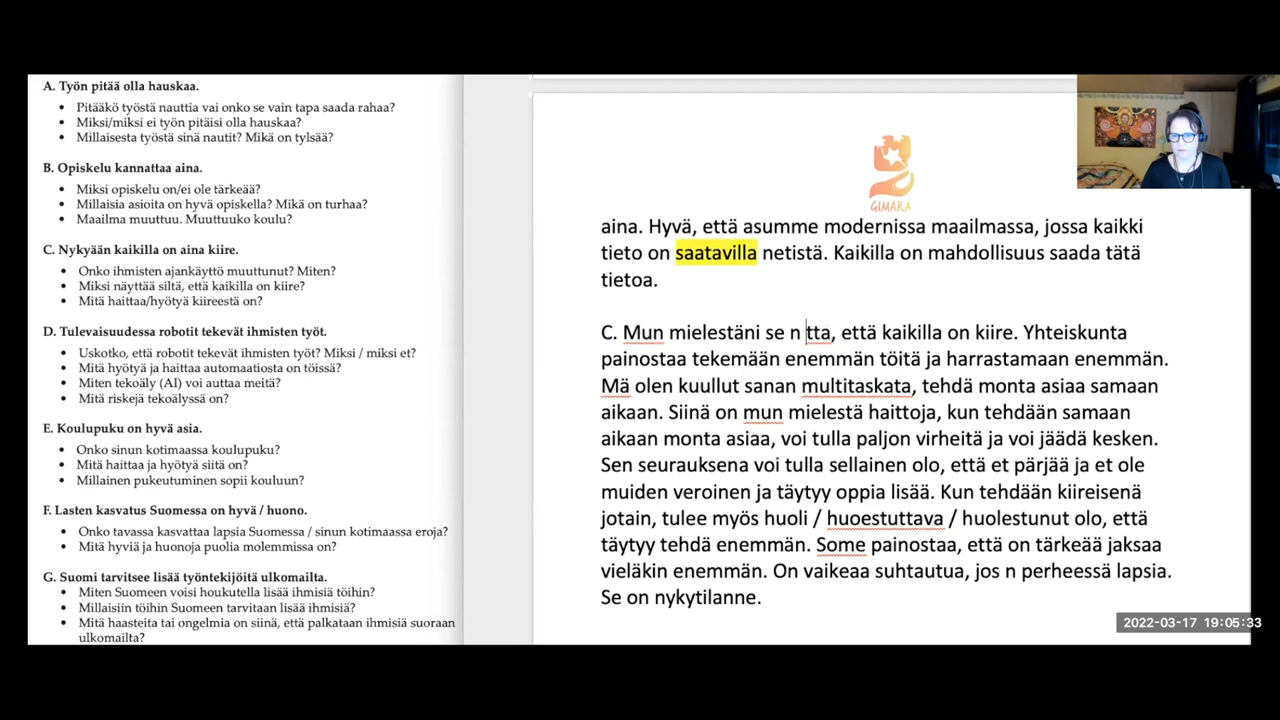 A. Työn pitää olla hauskaa.
• Pitääkö työstä nauttia vai onko se vain tapa saada rahaa?
• Miksi/miksi ei työn pitäisi olla hauskaa?
• Millaisesta työstä sinä nautit? Mikä on tylsää?
B. Opiskelu kannattaa aina.
• Miksi opiskelu on/ei ole tärkeää?
• Millaisia asioita on hyvä opiskella? Mikä on turhaa?
• Maailma muuttuu. Muuttuuko koulu?
C. Nykyään kaikilla on aina kiire.
• Onko ihmisten ajankäyttö muuttunut? Miten?
• Miksi näyttää siltä, että kaikilla on kiire?
• Mitä haittaa/hyötyä kiireestä on?
D. Tulevaisuudessa robotit tekevät ihmisten työt.
• Uskotko, että robotit tekevät ihmisten työt? Miksi / miksi et?
• Mitä hyötyä ja haittaa automaatiosta on töissä?
• Miten tekoäly (AI) voi auttaa meitä?
• Mitä riskejä tekoälyssä on?
E. Koulupuku on hyvä asia.
• Onko sinun kotimaassa koulupuku?
• Mitä haittaa ja hyötyä siitä on?
• Millainen pukeutuminen sopii kouluun?
F. Lasten kasvatus Suomessa on hyvä / huono.
• Onko tavassa kasvattaa lapsia Suomessa / sinun kotimaassa eroja?
• Mitä hyviä ja huonoja puolia molemmissa on?
G. Suomi tarvitsee lisää työntekijöitä ulkomailta.
• Miten Suomeen voisi houkutella lisää ihmisiä töihin?
• Millaisiin töihin Suomeen tarvitaan lisää ihmisiä?
• Mitä haasteita tai ongelmia on siinä, että palkataan ihmisiä suoraan
ulkomailta?
GIMARA
aina. Hyvä, että asumme modernissa maailmassa, jossa kaikki
tieto on saatavilla netistä. Kaikilla on mahdollisuus saada tätä
tietoa.
C. Mun mielestäni se n tta, että kaikilla on kiire. Yhteiskunta
painostaa tekemään enemmän töitä ja harrastamaan enemmän.
Mä olen kuullut sanan multitaskata, tehdä monta asiaa samaan
aikaan. Siinä on mun mielestä haittoja, kun tehdään samaan
aikaan monta asiaa, voi tulla paljon virheitä ja voi jäädä kesken.
Sen seurauksena voi tulla sellainen olo, että et pärjää ja et ole
muiden veroinen ja täytyy oppia lisää. Kun tehdään kiireisenä
jotain, tulee myös huoli / huoestuttava / huolestunut olo, että
täytyy tehdä enemmän. Some painostaa, että on tärkeää jaksaa
vieläkin enemmän. On vaikeaa suhtautua, jos n perheessä lapsia.
Se on nykytilanne.
2022-03-17 19:05:33